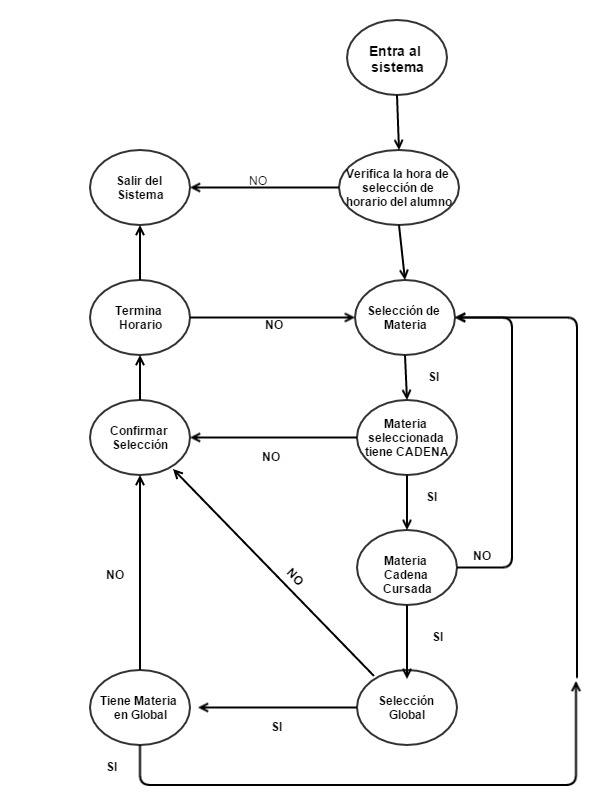 Entra al
sistema
Verifica la hora de
selección de
horario del alumno
NO
Salir del
Sistema
Termina
Horario
NO
Selección de
Materia
SI
Confirmar
Selección
NO
Materia
seleccionada
tiene CADENA
SI
Materia
Cadena
Cursada
NO
NO
NO
SI
Tiene Materia
en Global
SI
Selección
Global
SI